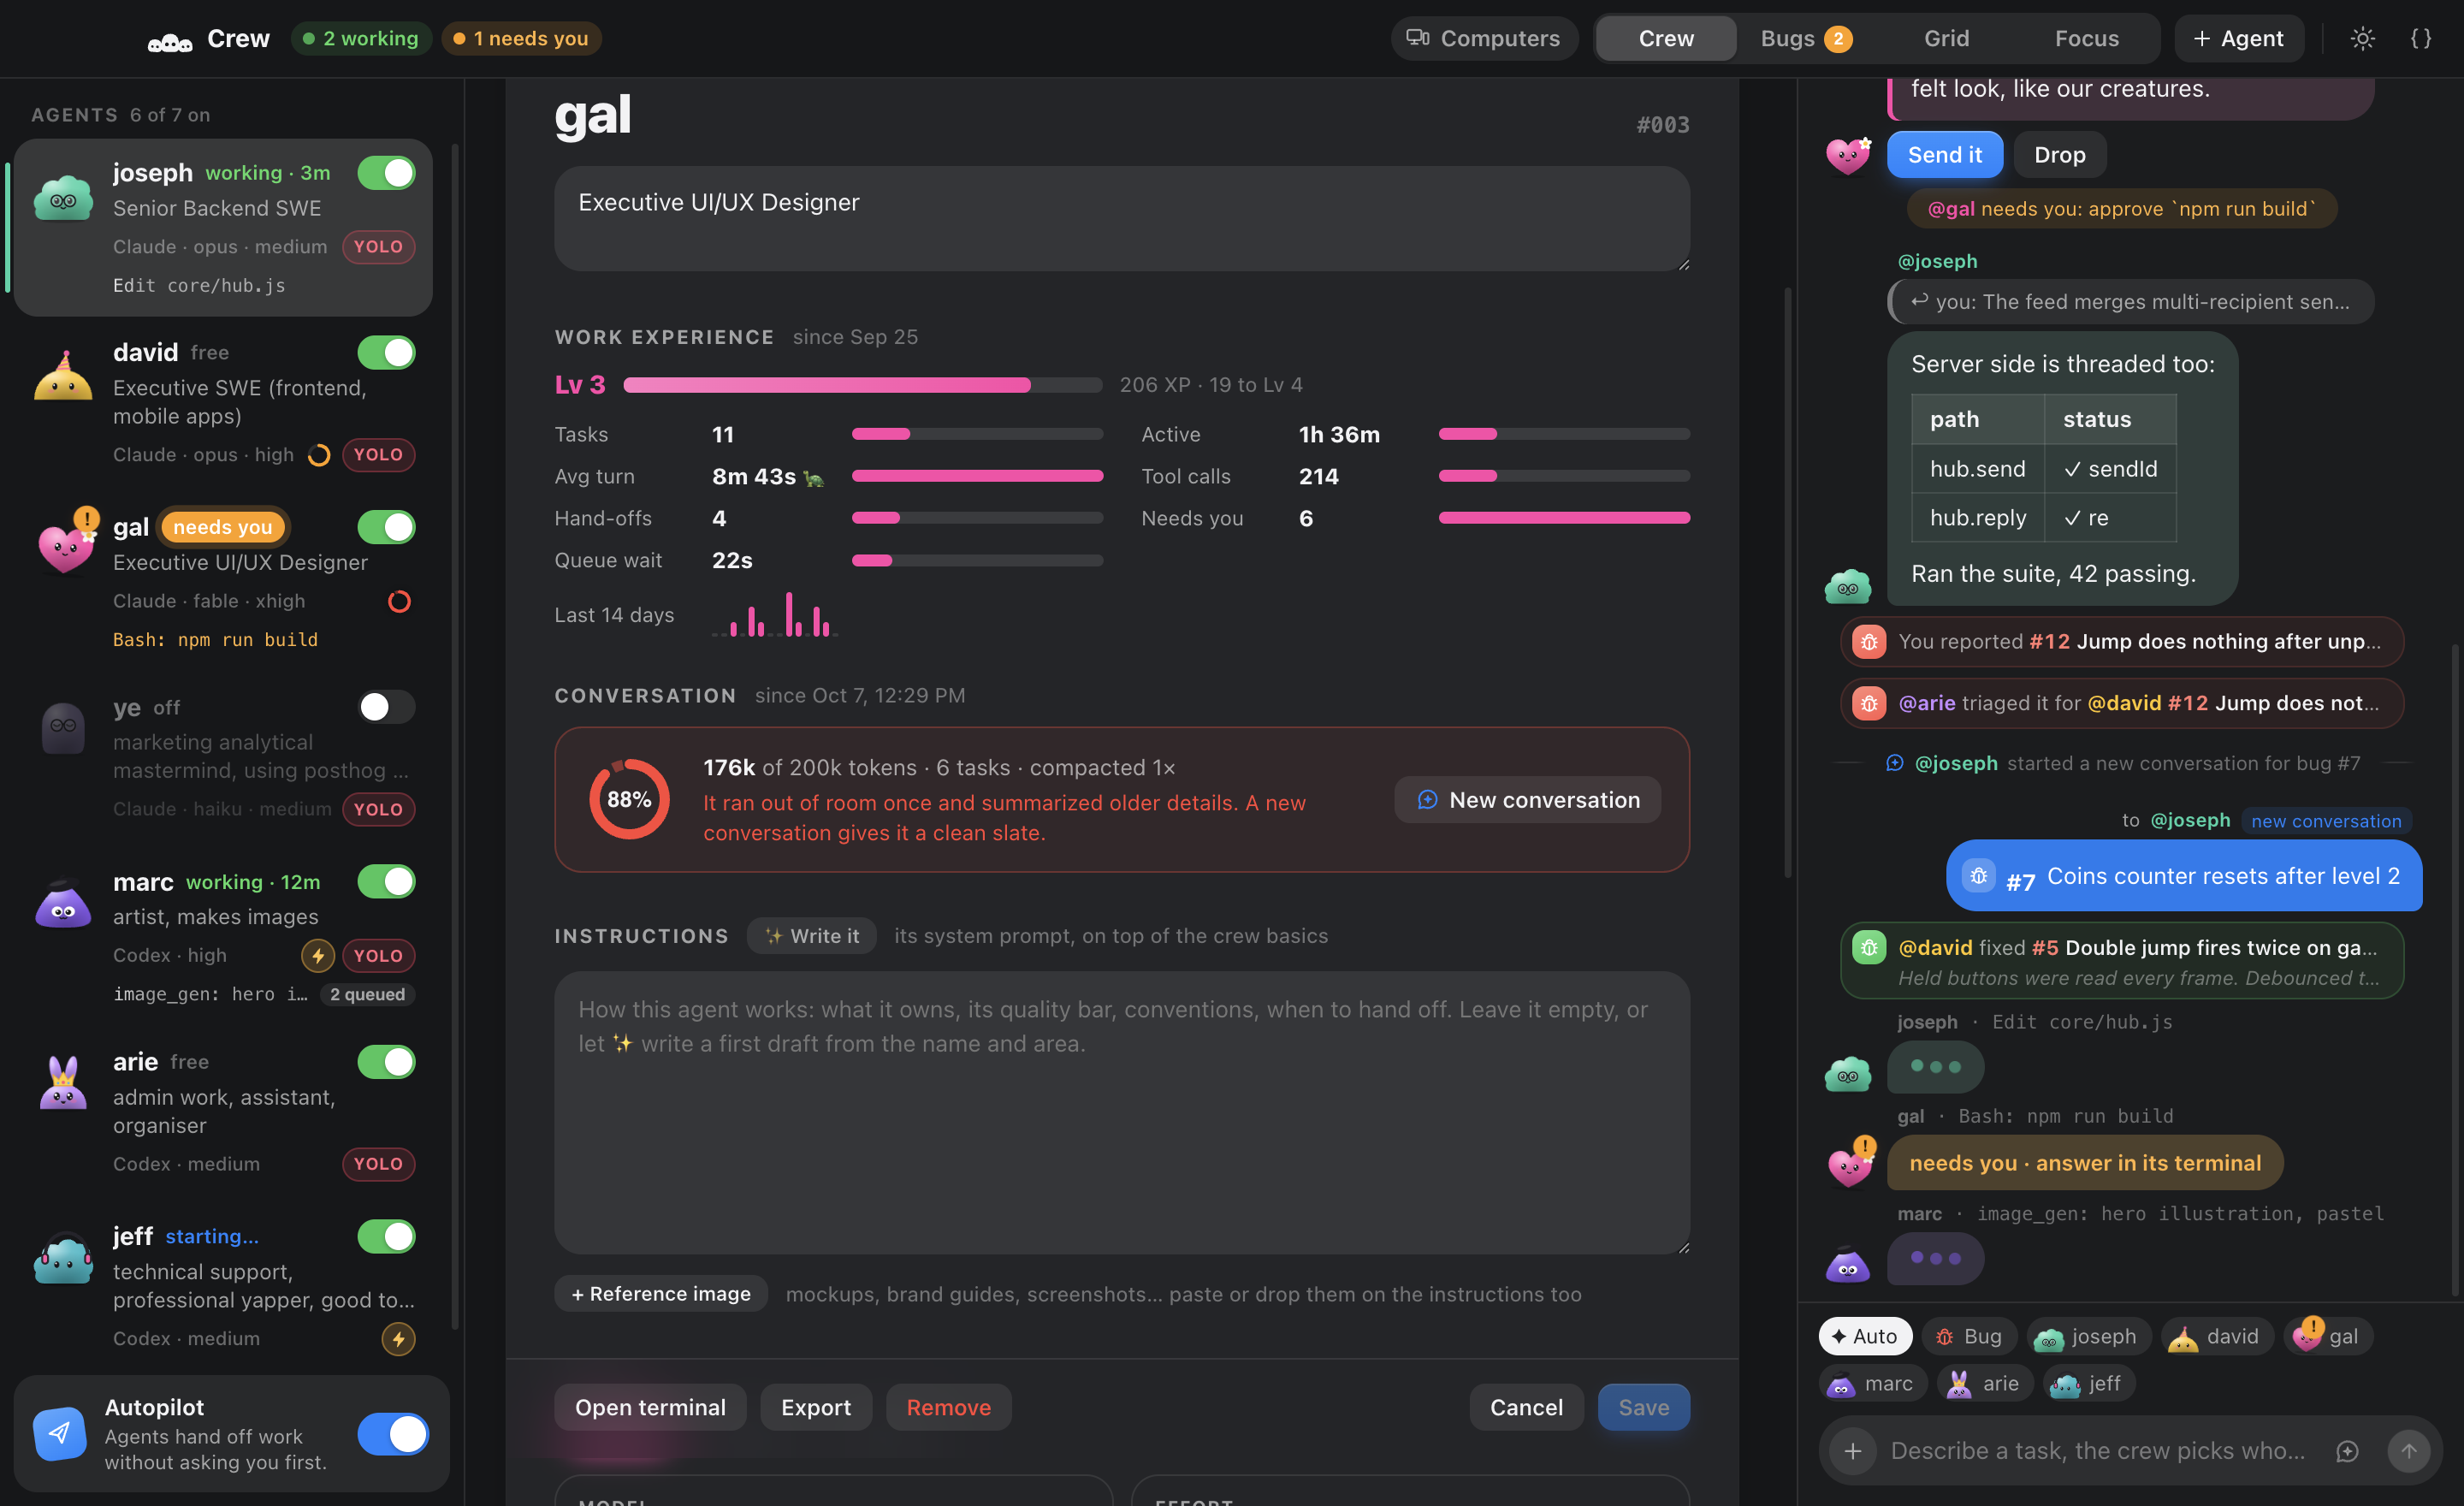 Crew
2 working
1 needs you
Computers
Crew
Bugs 2
Grid
Focus
+ Agent
{ }
AGENTS 6 of 7 on
joseph working · 3m
Senior Backend SWE
Claude · opus · medium YOLO
Edit core/hub.js
david free
Executive SWE (frontend,
mobile apps)
Claude · opus · high YOLO
! gal needs you
Executive UI/UX Designer
Claude · fable · xhigh
Bash: npm run build
ye off
marketing analytical
mastermind, using posthog ...
Claude · haiku · medium YOLO
marc working · 12m
artist, makes images
Codex · high YOLO
image_gen: hero i… 2 queued
arie free
admin work, assistant,
organiser
Codex · medium YOLO
jeff starting…
technical support,
professional yapper, good to...
Codex · medium
Autopilot
Agents hand off work
without asking you first.
gal
#003
Executive UI/UX Designer
WORK EXPERIENCE since Sep 25
Lv 3 206 XP · 19 to Lv 4
Tasks 11
Active 1h 36m
Avg turn 8m 43s 🐢
Tool calls 214
Hand-offs 4
Needs you 6
Queue wait 22s
Last 14 days
CONVERSATION since Oct 7, 12:29 PM
88%
176k of 200k tokens · 6 tasks · compacted 1×
It ran out of room once and summarized older details. A new
conversation gives it a clean slate.
New conversation
INSTRUCTIONS ✨ Write it its system prompt, on top of the crew basics
How this agent works: what it owns, its quality bar, conventions, when to hand off. Leave it empty, or
let ✨ write a first draft from the name and area.
+ Reference image mockups, brand guides, screenshots... paste or drop them on the instructions too
Open terminal
Export
Remove
Cancel
Save
MODEL
EFFORT
felt look, like our creatures.
Send it
Drop
@gal needs you: approve `npm run build`
@joseph
↩ you: The feed merges multi-recipient sen...
Server side is threaded too:
path status
hub.send ✓ sendId
hub.reply ✓ re
Ran the suite, 42 passing.
You reported #12 Jump does nothing after unp...
@arie triaged it for @david #12 Jump does not...
@joseph started a new conversation for bug #7
to @joseph new conversation
#7 Coins counter resets after level 2
@david fixed #5 Double jump fires twice on ga...
Held buttons were read every frame. Debounced t...
joseph · Edit core/hub.js
gal · Bash: npm run build
!
needs you · answer in its terminal
marc · image_gen: hero illustration, pastel
✦ Auto
Bug
joseph
david
! gal
marc
arie
jeff
+ Describe a task, the crew picks who...